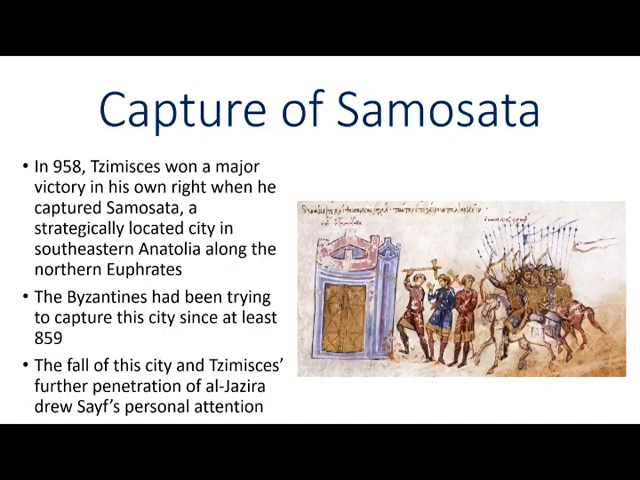 Capture of Samosata
• In 958, Tzimisces won a major
victory in his own right when he
captured Samosata, a
strategically located city in
southeastern Anatolia along the
northern Euphrates
• The Byzantines had been trying
to capture this city since at least
859
• The fall of this city and Tzimisces’
further penetration of al-Jazira
drew Sayf’s personal attention